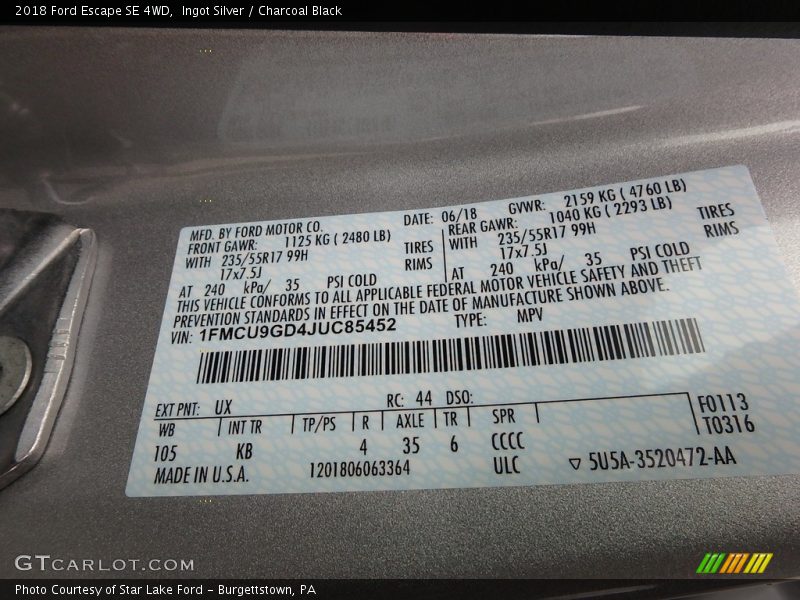 2018 Ford Escape SE 4WD,  Ingot Silver / Charcoal Black
MFD. BY FORD MOTOR CO. DATE: 06/18 GVWR: 2159 KG ( 4760 LB)
FRONT GAWR: 1125 KG ( 2480 LB) REAR GAWR: 1040 KG ( 2293 LB)
WITH 235/55R17 99H TIRES WITH 235/55R17 99H TIRES
17x7.5J RIMS 17x7.5J RIMS
AT 240 kPa/ 35 PSI COLD AT 240 kPa/ 35 PSI COLD
THIS VEHICLE CONFORMS TO ALL APPLICABLE FEDERAL MOTOR VEHICLE SAFETY AND THEFT
PREVENTION STANDARDS IN EFFECT ON THE DATE OF MANUFACTURE SHOWN ABOVE.
VIN: 1FMCU9GD4JUC85452 TYPE: MPV
EXT PNT: UX RC: 44 DSO:
WB INT TR TP/PS R AXLE TR SPR F0113
105 KB 4 35 6 CCCC T0316
MADE IN U.S.A. 1201806063364 ULC ▽ 5U5A-3520472-AA
GTCARLOT.COM
Photo Courtesy of Star Lake Ford - Burgettstown, PA